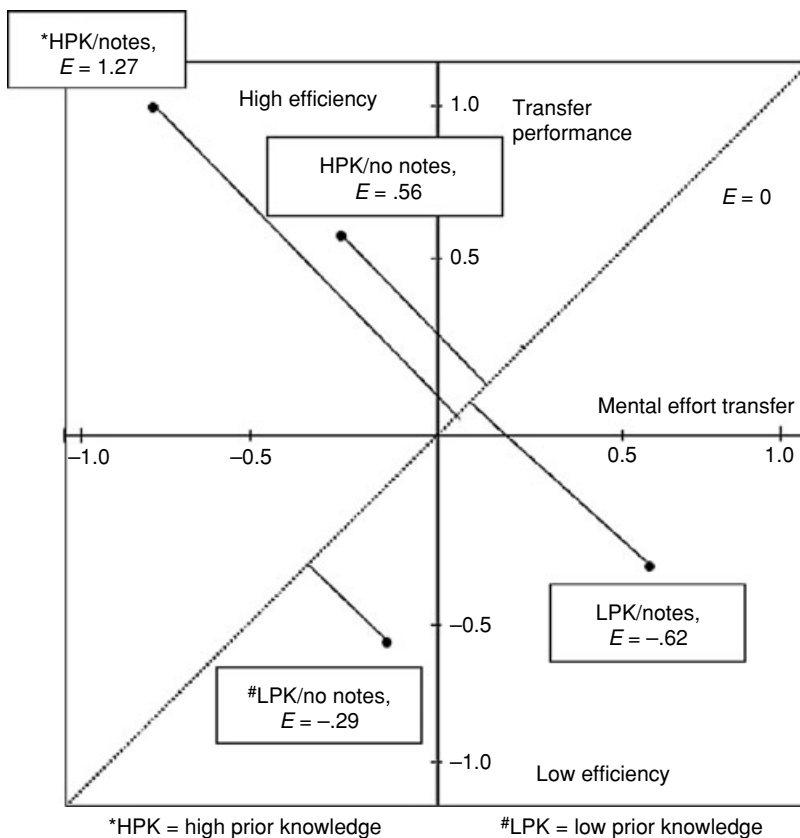 *HPK/notes,
E = 1.27
High efficiency
1.0
Transfer
performance
HPK/no notes,
E = .56
E = 0
0.5
Mental effort transfer
–1.0
–0.5
0.5
1.0
–0.5
LPK/notes,
E = –.62
#LPK/no notes,
E = –.29
–1.0
Low efficiency
*HPK = high prior knowledge
#LPK = low prior knowledge